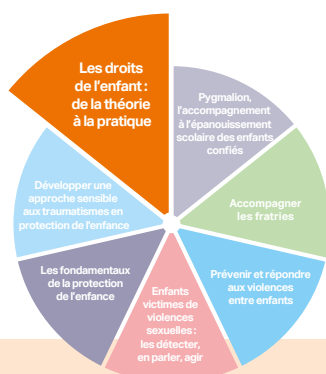 Les droits
de l'enfant :
de la théorie
à la pratique
Pygmalion,
l'accompagnement
à l'épanouissement
scolaire des enfants
confiés
Accompagner
les fratries
Prévenir et répondre
aux violences
entre enfants
Enfants
victimes de
violences
sexuelles :
les détecter,
en parler, agir
Les fondamentaux
de la protection
de l'enfance
Développer une
approche sensible
aux traumatismes en
protection de l'enfance